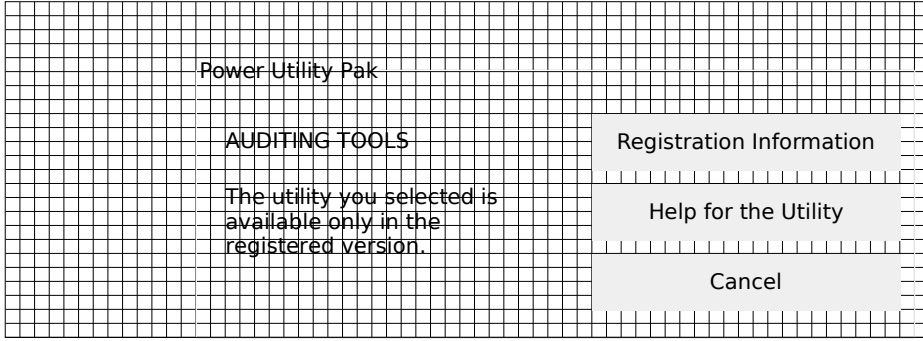 Power Utility Pak
AUDITING TOOLS
The utility you selected is
available only in the
registered version.
Registration Information
Help for the Utility
Cancel